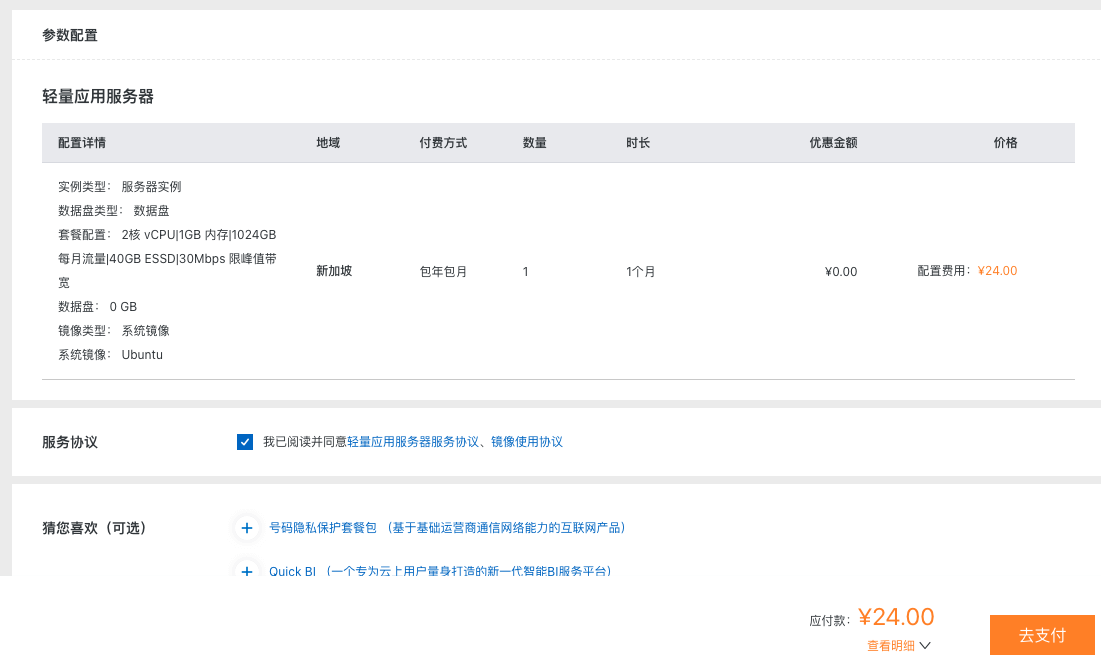 参数配置
轻量应用服务器
配置详情 地域 付费方式 数量 时长 优惠金额 价格
实例类型： 服务器实例
数据盘类型： 数据盘
套餐配置： 2核 vCPU|1GB 内存|1024GB
每月流量|40GB ESSD|30Mbps 限峰值带
宽
数据盘： 0 GB
镜像类型： 系统镜像
系统镜像： Ubuntu
新加坡 包年包月 1 1个月 ¥0.00 配置费用： ¥24.00
服务协议 我已阅读并同意轻量应用服务器服务协议、镜像使用协议
猜您喜欢（可选） 号码隐私保护套餐包 （基于基础运营商通信网络能力的互联网产品）
Quick BI （一个专为云上用户量身打造的新一代智能BI服务平台）
应付款： ¥24.00
查看明细
去支付